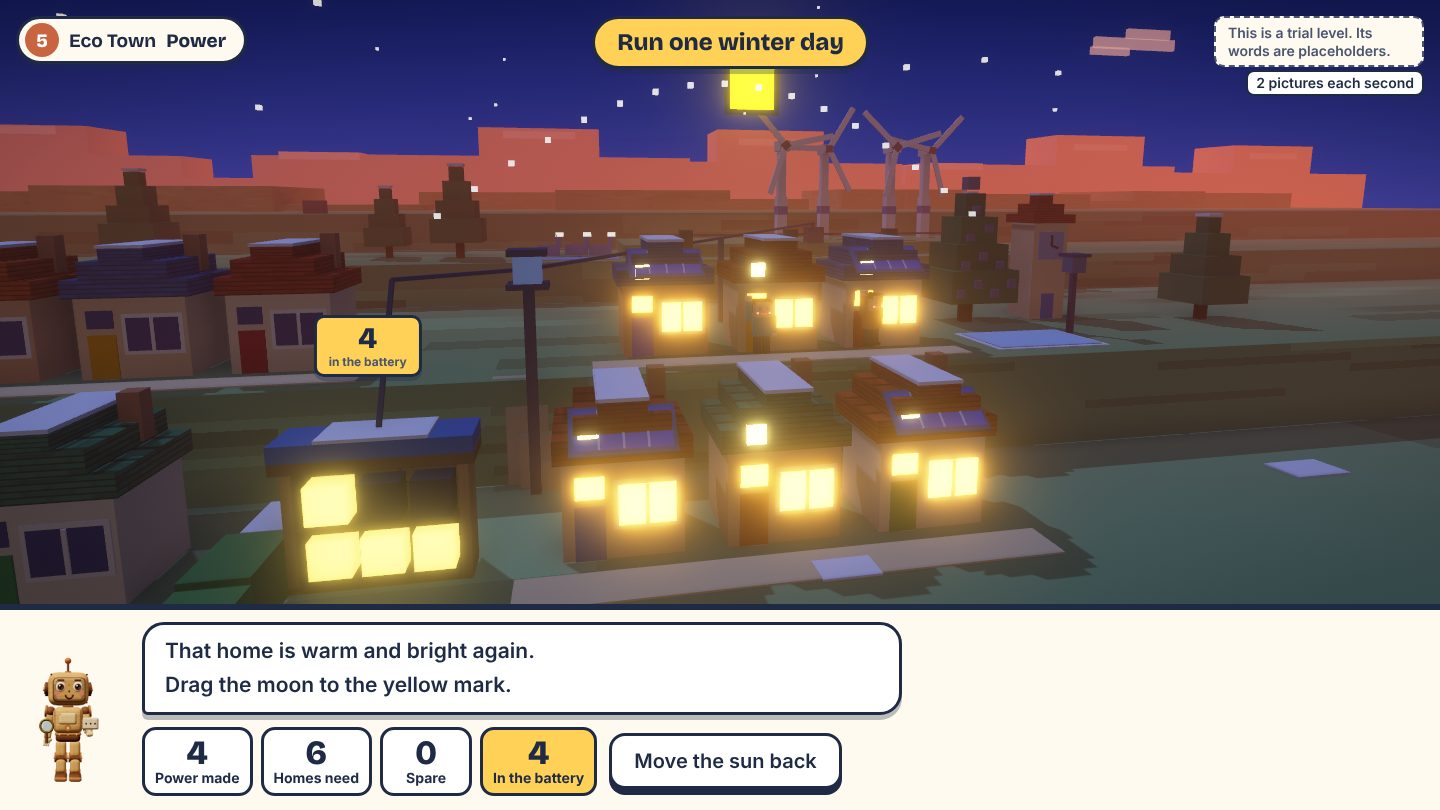 5 Eco Town Power
Run one winter day
This is a trial level. Its
words are placeholders.
2 pictures each second
4
in the battery
That home is warm and bright again.
Drag the moon to the yellow mark.
4
Power made
6
Homes need
0
Spare
4
In the battery
Move the sun back